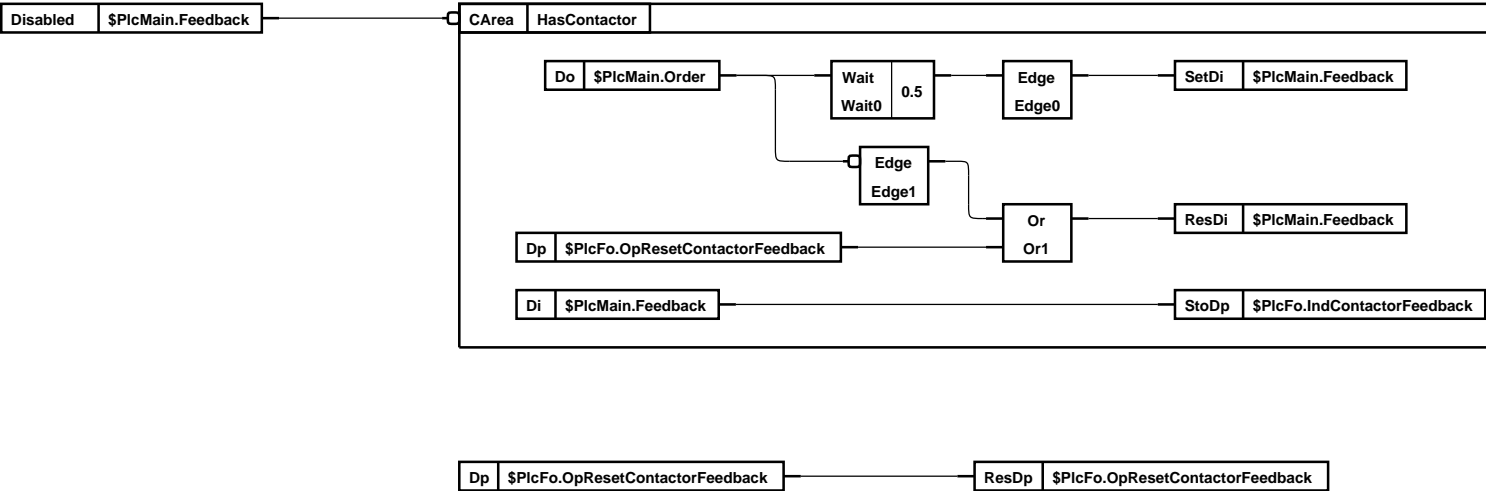 Disabled $PlcMain.Feedback CArea HasContactor
Do $PlcMain.Order Wait Wait0 0.5 Edge Edge0 SetDi $PlcMain.Feedback
Edge
Edge1
Or
Or1
ResDi $PlcMain.Feedback
Dp $PlcFo.OpResetContactorFeedback
Di $PlcMain.Feedback StoDp $PlcFo.IndContactorFeedback
Dp $PlcFo.OpResetContactorFeedback ResDp $PlcFo.OpResetContactorFeedback